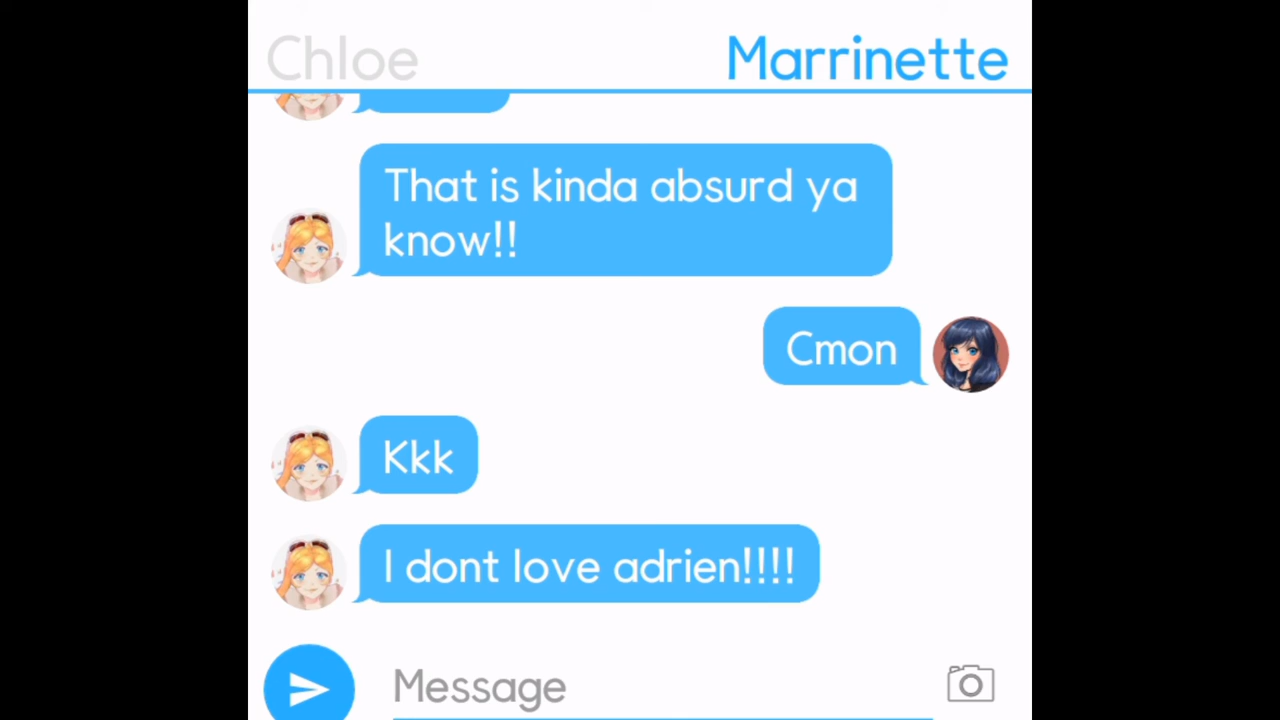 Chloe
Marrinette
That is kinda absurd ya
know!!
Cmon
Kkk
I dont love adrien!!!!
Message